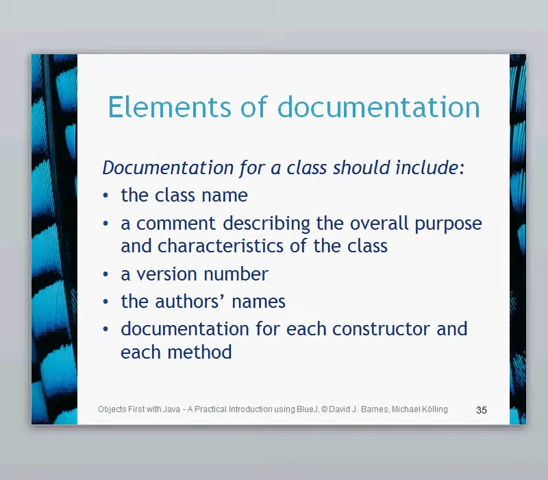 Elements of documentation
Documentation for a class should include:
• the class name
• a comment describing the overall purpose
and characteristics of the class
• a version number
• the authors’ names
• documentation for each constructor and
each method
Objects First with Java - A Practical Introduction using BlueJ, © David J. Barnes, Michael Kölling 35